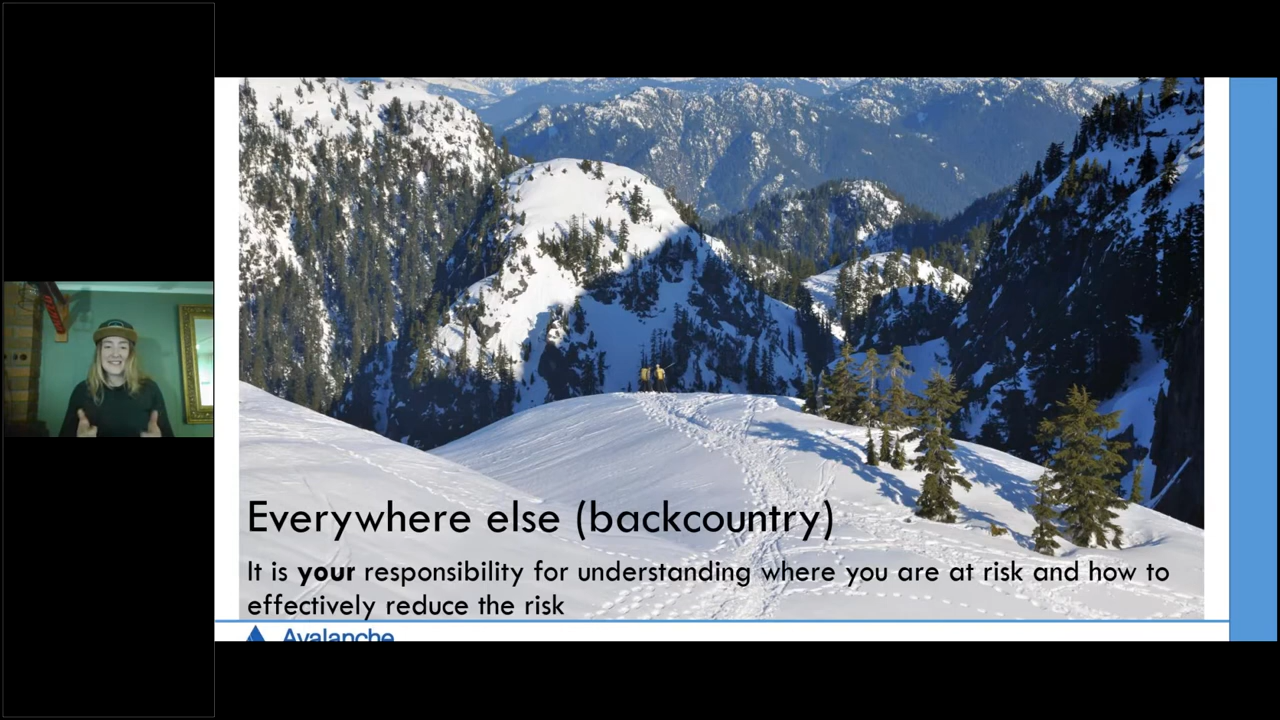 Everywhere else (backcountry)
It is your responsibility for understanding where you are at risk and how to
effectively reduce the risk
Avalanche